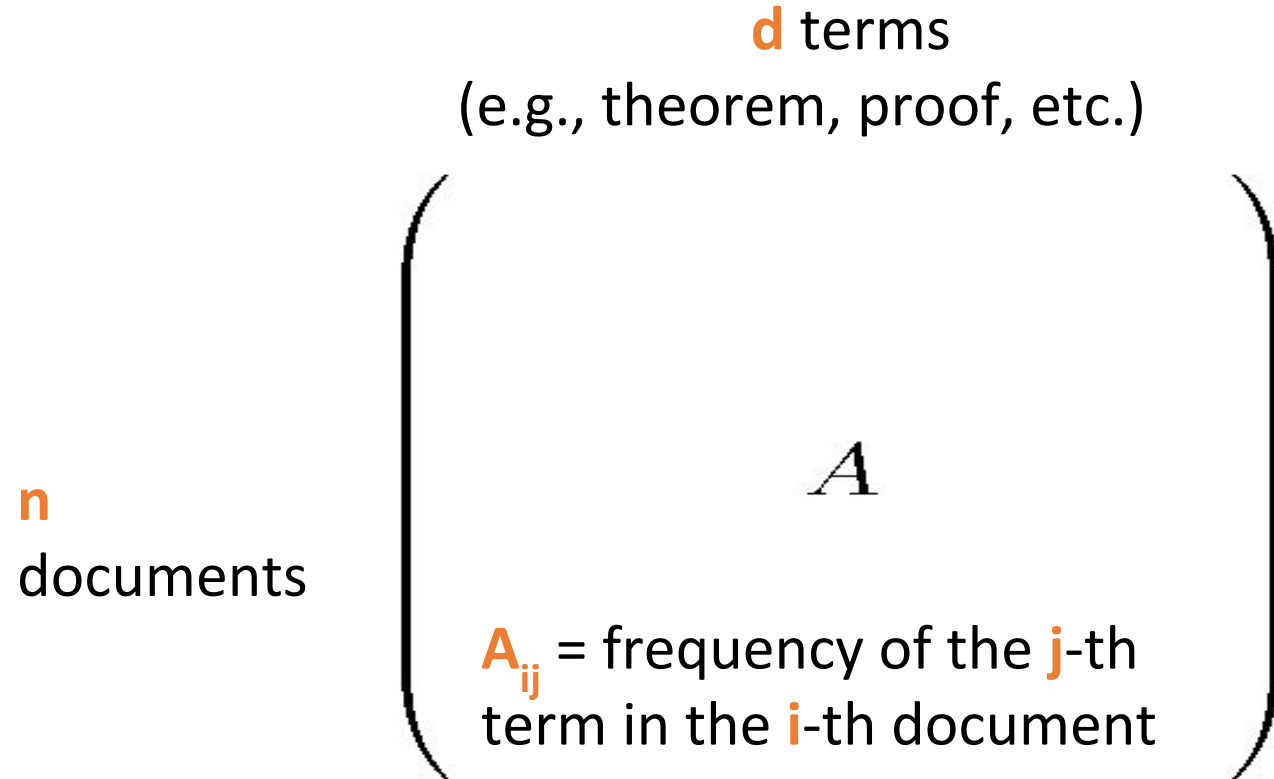 d terms
(e.g., theorem, proof, etc.)
A
n
documents
Aij = frequency of the j-th
term in the i-th document